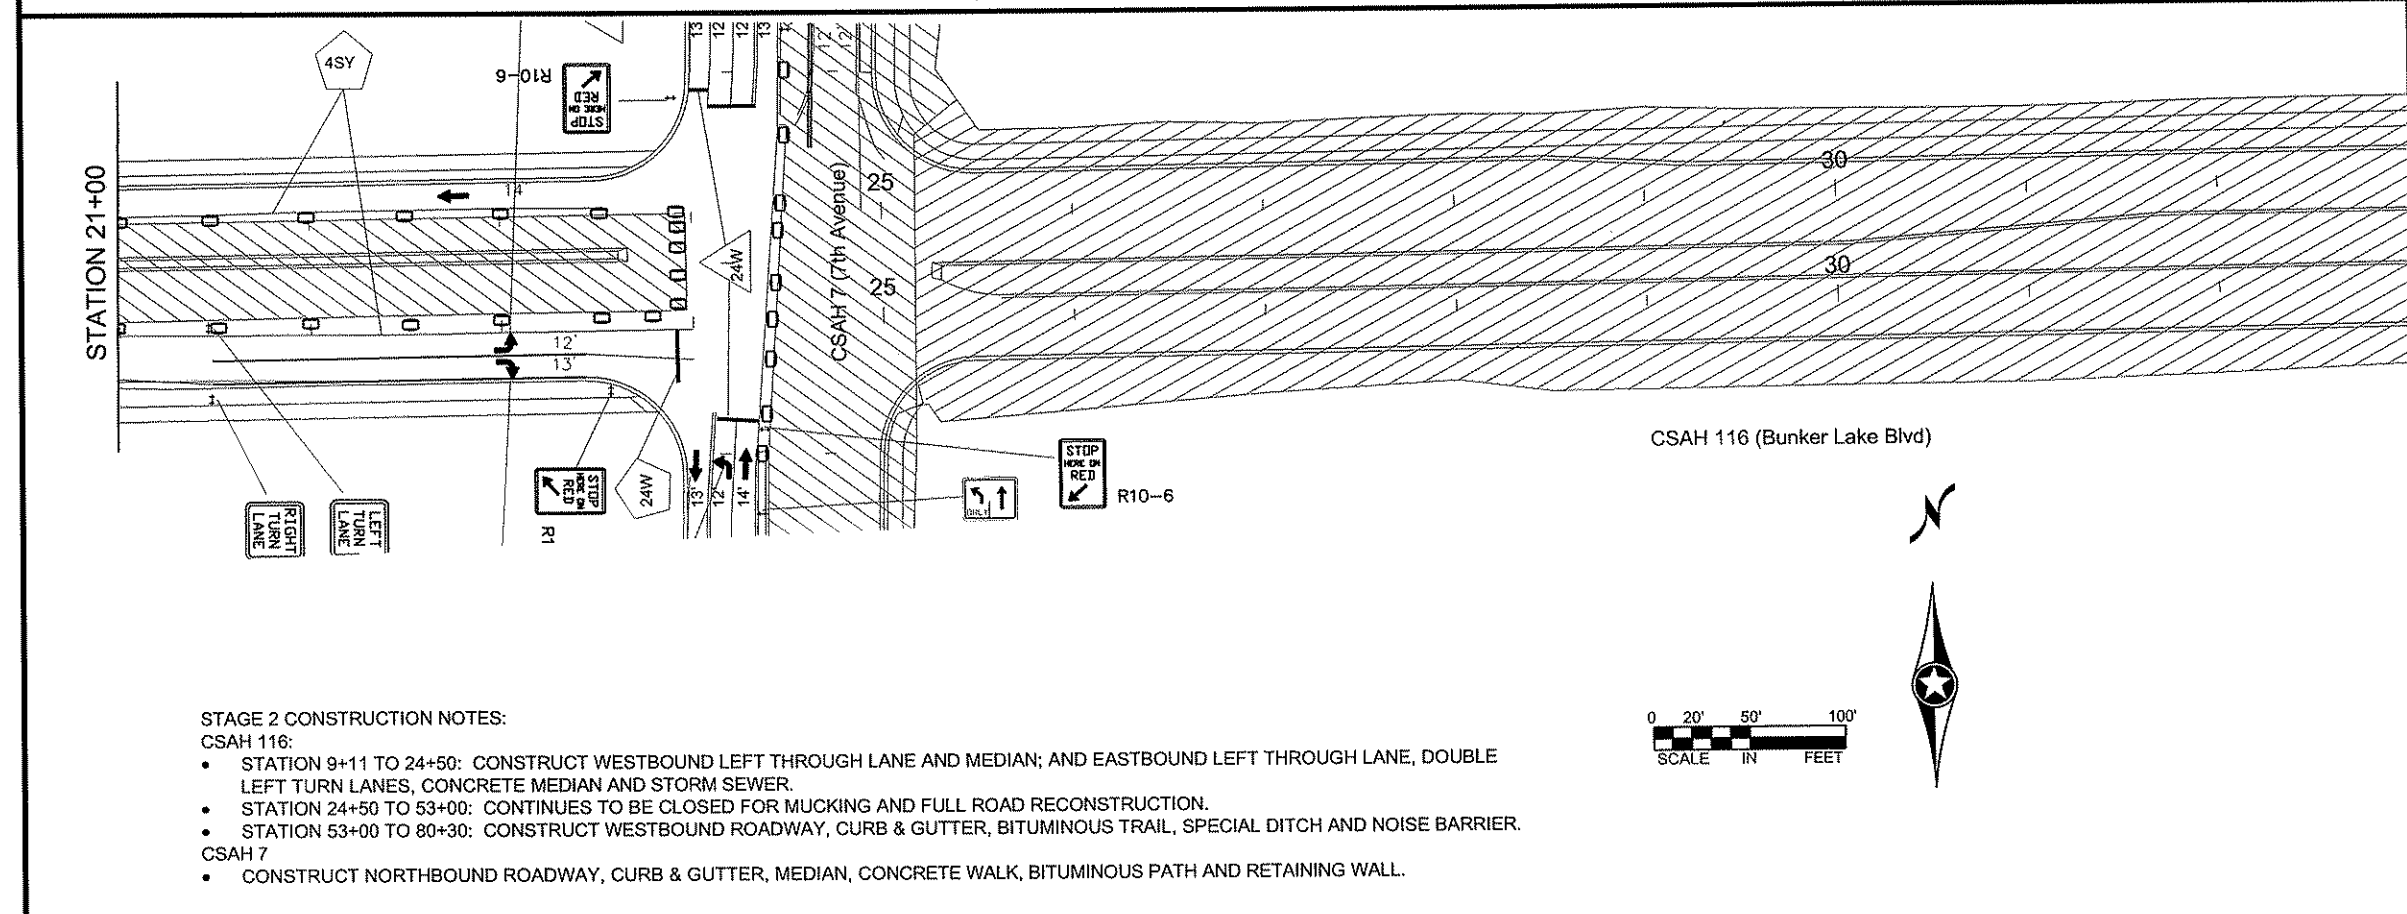 13'
12'
12'
13'
12'
12'
4SY
R10-6
STOP
HERE ON
RED
STATION 21+00
14'
24W
CSAH 7 (7th Avenue)
25
25
30
30
12'
13'
CSAH 116 (Bunker Lake Blvd)
STOP
HERE ON
RED
R10-6
ONLY
STOP
HERE ON
RED
R1
24W
13'
12'
14'
RIGHT
TURN
LANE
LEFT
TURN
LANE
N
STAGE 2 CONSTRUCTION NOTES:
CSAH 116:
• STATION 9+11 TO 24+50: CONSTRUCT WESTBOUND LEFT THROUGH LANE AND MEDIAN; AND EASTBOUND LEFT THROUGH LANE, DOUBLE
LEFT TURN LANES, CONCRETE MEDIAN AND STORM SEWER.
• STATION 24+50 TO 53+00: CONTINUES TO BE CLOSED FOR MUCKING AND FULL ROAD RECONSTRUCTION.
• STATION 53+00 TO 80+30: CONSTRUCT WESTBOUND ROADWAY, CURB & GUTTER, BITUMINOUS TRAIL, SPECIAL DITCH AND NOISE BARRIER.
CSAH 7
• CONSTRUCT NORTHBOUND ROADWAY, CURB & GUTTER, MEDIAN, CONCRETE WALK, BITUMINOUS PATH AND RETAINING WALL.
0 20' 50' 100'
SCALE IN FEET